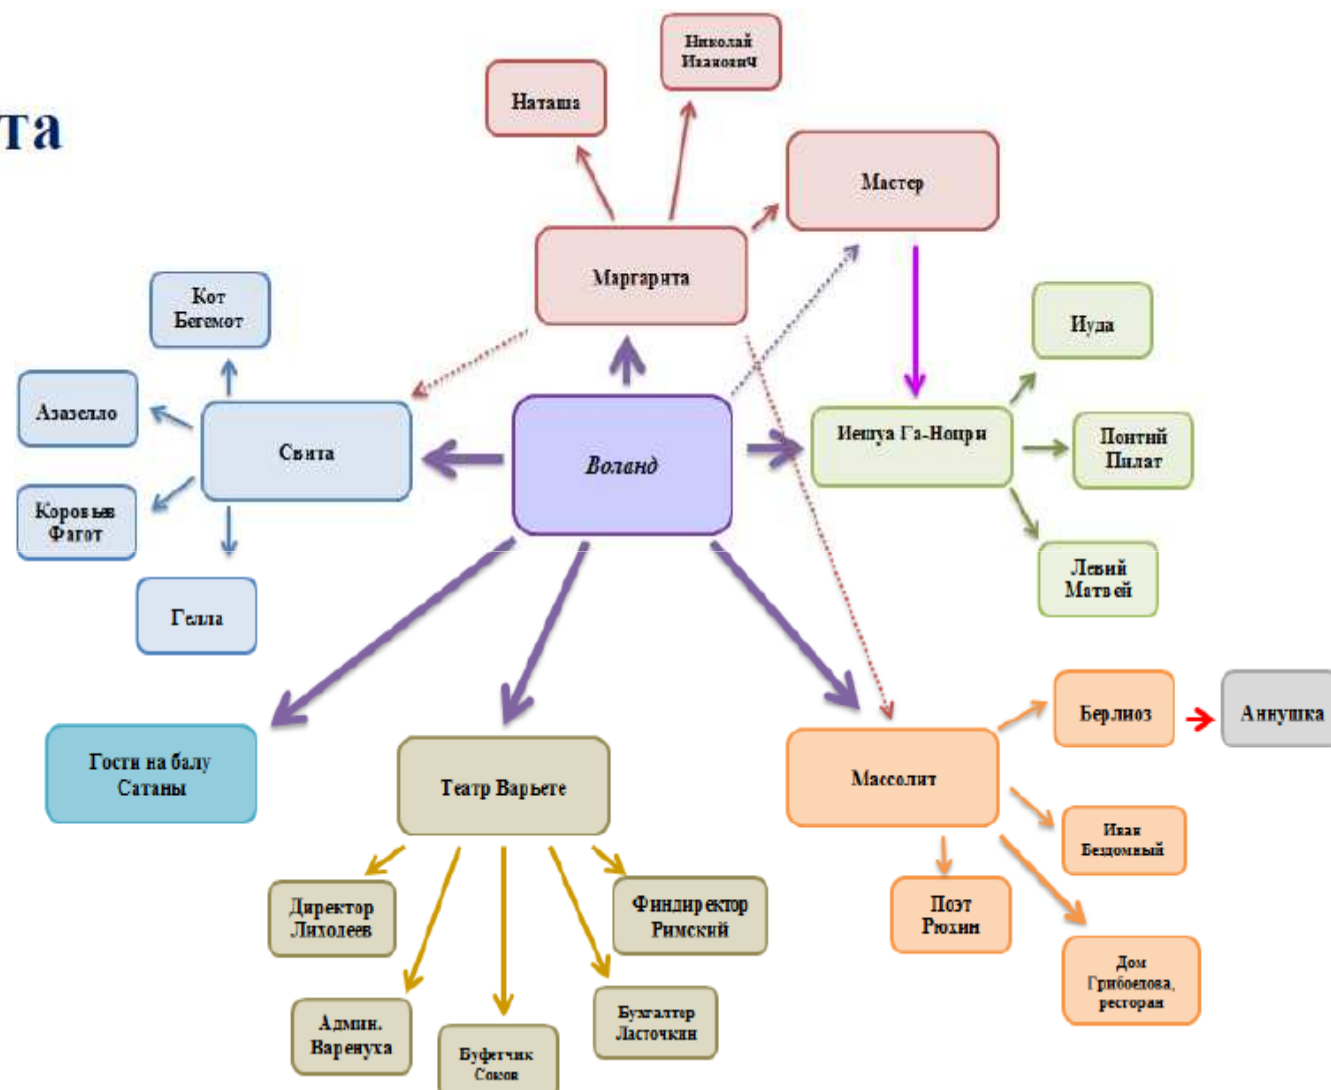 Николай
Иванович
Наташа
та
Мастер
Маргарита
Кот
Бегемот
Иуда
Азазелло
Свита
Воланд
Иешуа Га-Ноцри
Понтий
Пилат
Коровьев
Фагот
Левий
Матвей
Гелла
Берлиоз
Аннушка
Гости на балу
Сатаны
Театр Варьете
Массолит
Иван
Бездомный
Директор
Лиходеев
Финдиректор
Римский
Поэт
Рюхин
Дом
Грибоедова,
ресторан
Админ.
Варенуха
Бухгалтер
Ласточкин
Буфетчик
Соков